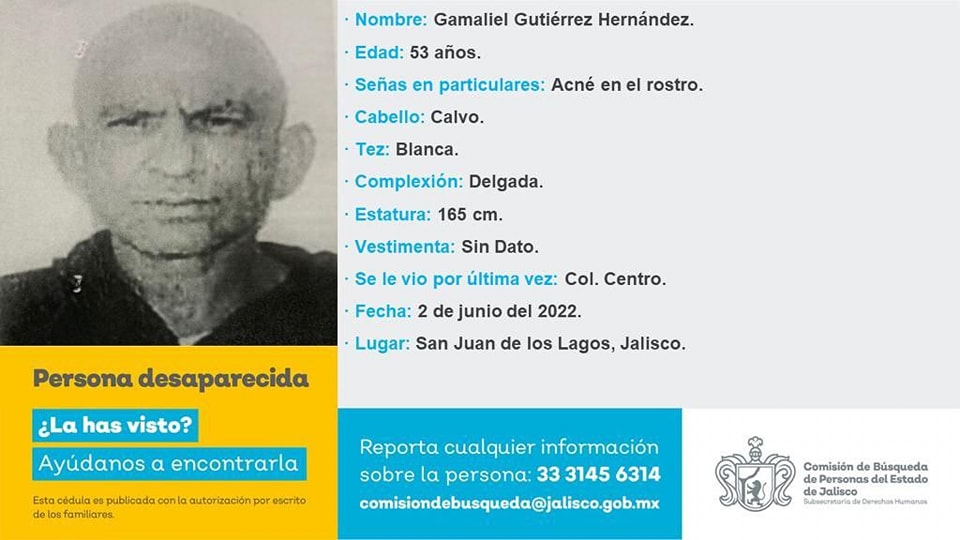 · Nombre: Gamaliel Gutiérrez Hernández.
· Edad: 53 años.
· Señas en particulares: Acné en el rostro.
· Cabello: Calvo.
· Tez: Blanca.
· Complexión: Delgada.
· Estatura: 165 cm.
· Vestimenta: Sin Dato.
· Se le vio por última vez: Col. Centro.
· Fecha: 2 de junio del 2022.
· Lugar: San Juan de los Lagos, Jalisco.
Persona desaparecida
¿La has visto?
Ayúdanos a encontrarla
Esta cédula es publicada con la autorización por escrito
de los familiares.
Reporta cualquier información
sobre la persona: 33 3145 6314
comisiondebusqueda@jalisco.gob.mx
Comisión de Búsqueda
de Personas del Estado
de Jalisco
Subsecretaría de Derechos Humanos